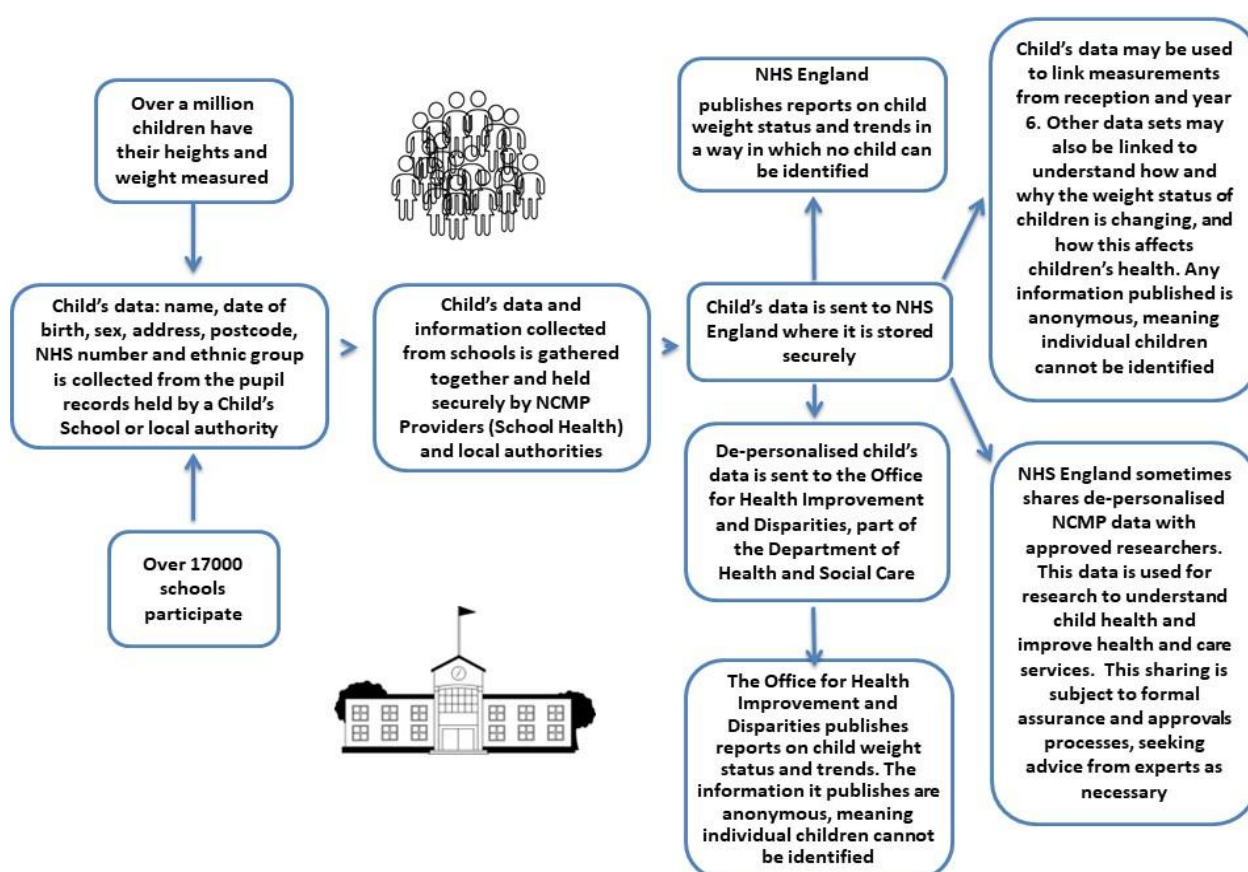 Over a million
children have
their heights and
weight measured
Child's data: name, date of
birth, sex, address, postcode,
NHS number and ethnic group
is collected from the pupil
records held by a Child's
School or local authority
Over 17000
schools
participate
Child's data and
information collected
from schools is gathered
together and held
securely by NCMP
Providers (School Health)
and local authorities
NHS England
publishes reports on child
weight status and trends in
a way in which no child can
be identified
Child's data is sent to NHS
England where it is stored
securely
De-personalised child's
data is sent to the Office
for Health Improvement
and Disparities, part of
the Department of
Health and Social Care
The Office for Health
Improvement and
Disparities publishes
reports on child weight
status and trends. The
information it publishes are
anonymous, meaning
individual children cannot
be identified
Child's data may be used
to link measurements
from reception and year
6. Other data sets may
also be linked to
understand how and
why the weight status of
children is changing, and
how this affects
children's health. Any
information published is
anonymous, meaning
individual children
cannot be identified
NHS England sometimes
shares de-personalised
NCMP data with
approved researchers.
This data is used for
research to understand
child health and
improve health and care
services. This sharing is
subject to formal
assurance and approvals
processes, seeking
advice from experts as
necessary